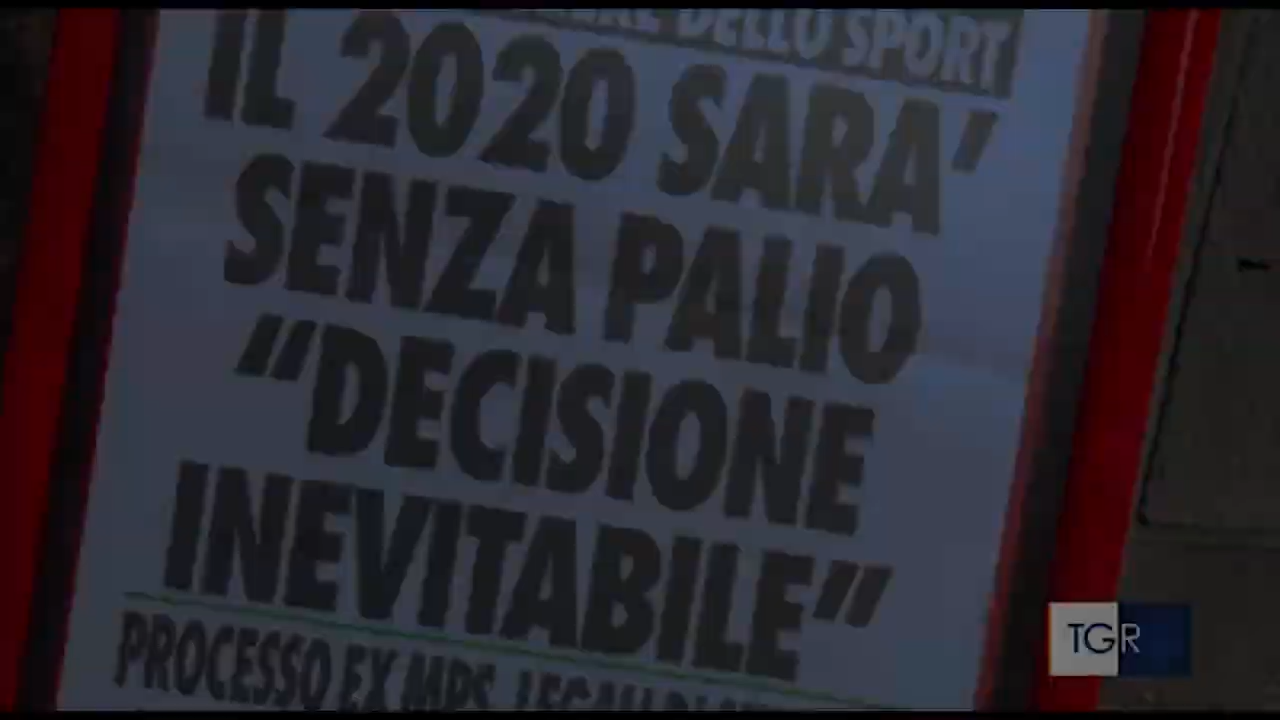 DELLO SPORT
IL 2020 SARA'
SENZA PALIO
“DECISIONE
INEVITABILE”
PROCESSO EX MPS,
TGR